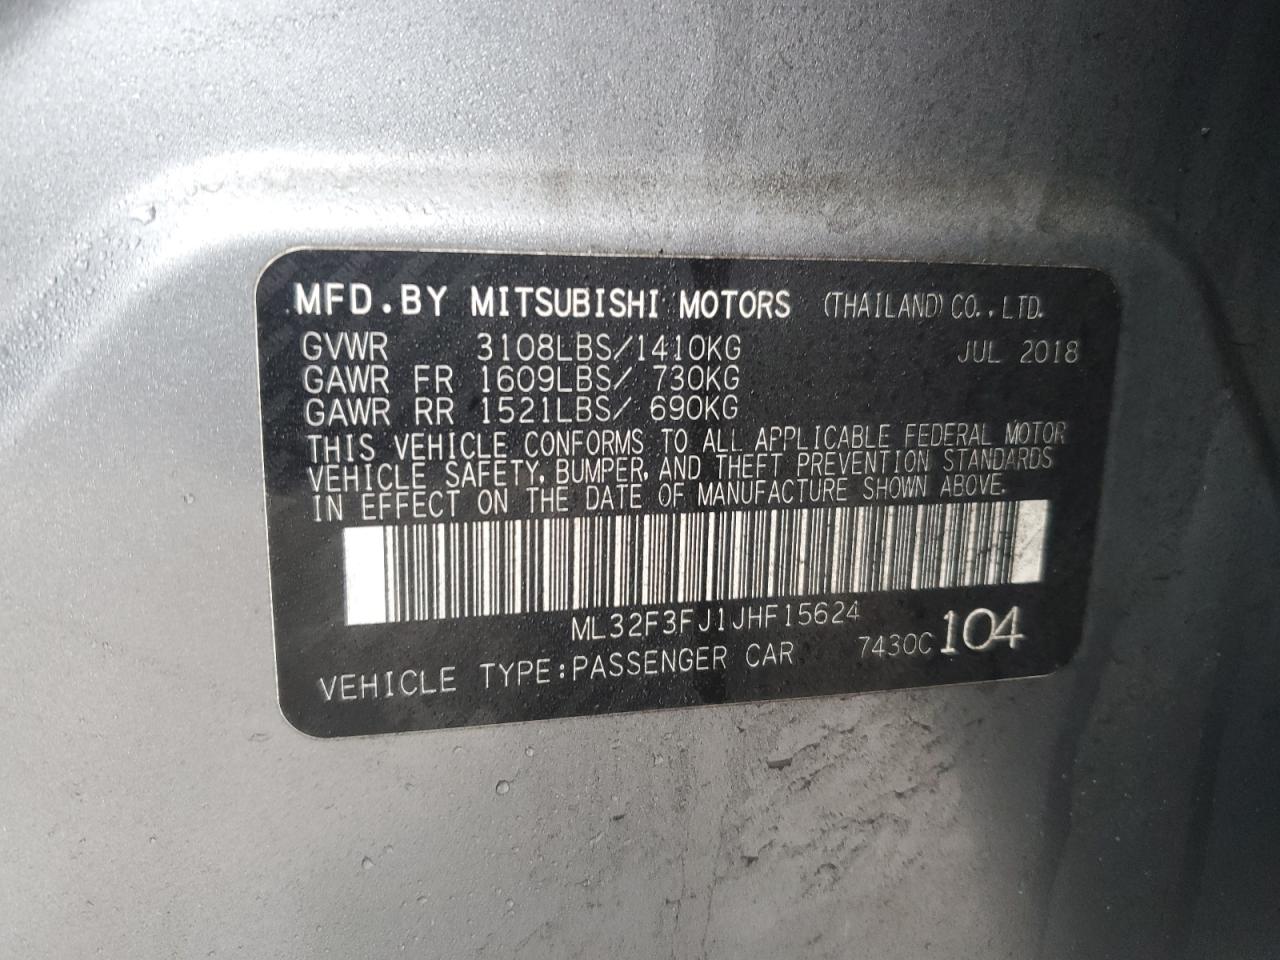 MFD.BY MITSUBISHI MOTORS (THAILAND) CO.,LTD.
GVWR 3108LBS/1410KG JUL 2018
GAWR FR 1609LBS/ 730KG
GAWR RR 1521LBS/ 690KG
THIS VEHICLE CONFORMS TO ALL APPLICABLE FEDERAL MOTOR
VEHICLE SAFETY, BUMPER, AND THEFT PREVENTION STANDARDS
IN EFFECT ON THE DATE OF MANUFACTURE SHOWN ABOVE.
ML32F3FJ1JHF15624
VEHICLE TYPE:PASSENGER CAR 7430C 104